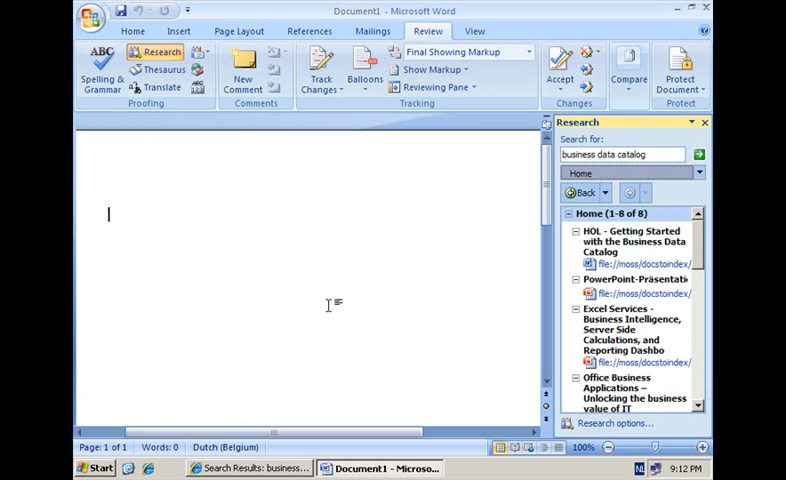 Document1 - Microsoft Word
Home Insert Page Layout References Mailings Review View
ABC
Spelling & Grammar
Research
Thesaurus
Translate
ABC
123
Proofing
New Comment
Comments
Track Changes
Balloons
Final Showing Markup
Show Markup
Reviewing Pane
Tracking
Accept
Changes
Compare
Protect Document
Protect
Research
Search for:
business data catalog
Home
Back
Home (1-8 of 8)
HOL - Getting Started
with the Business Data
Catalog
file://moss/docstoindex/
PowerPoint-Präsentati
file://moss/docstoindex/
Excel Services -
Business Intelligence,
Server Side
Calculations, and
Reporting Dashbo
file://moss/docstoindex/
Office Business
Applications –
Unlocking the business
value of IT
Research options...
Page: 1 of 1 Words: 0 Dutch (Belgium) 100%
Start Search Results: business... Document1 - Microso... NL 9:12 PM